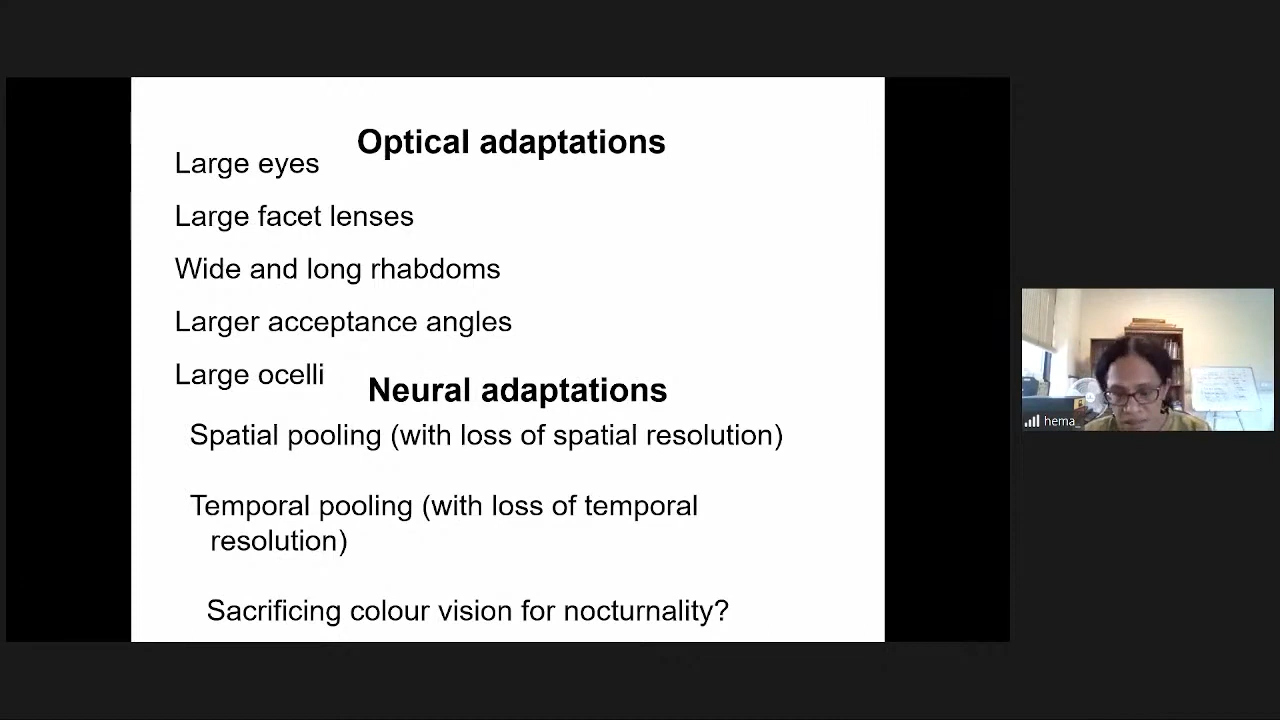 Optical adaptations
Large eyes
Large facet lenses
Wide and long rhabdoms
Larger acceptance angles
Large ocelli
Neural adaptations
Spatial pooling (with loss of spatial resolution)
Temporal pooling (with loss of temporal
resolution)
Sacrificing colour vision for nocturnality?
hema_